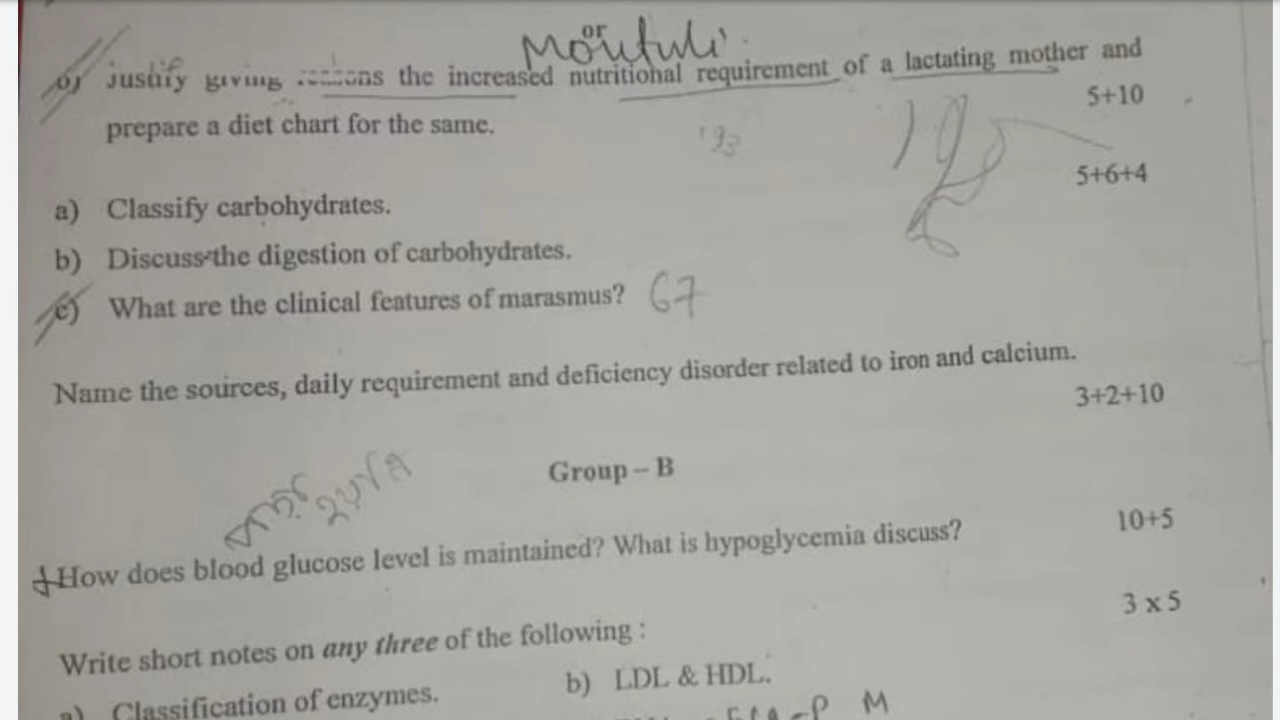 or
Moutuli
b) Justify giving reasons the increased nutritional requirement of a lactating mother and
prepare a diet chart for the same.
5+10
193
5+6+4
a) Classify carbohydrates.
b) Discuss the digestion of carbohydrates.
c) What are the clinical features of marasmus? 67
Name the sources, daily requirement and deficiency disorder related to iron and calcium.
3+2+10
Group – B
How does blood glucose level is maintained? What is hypoglycemia discuss?
10+5
3 x 5
Write short notes on any three of the following :
a) Classification of enzymes. b) LDL & HDL.
M